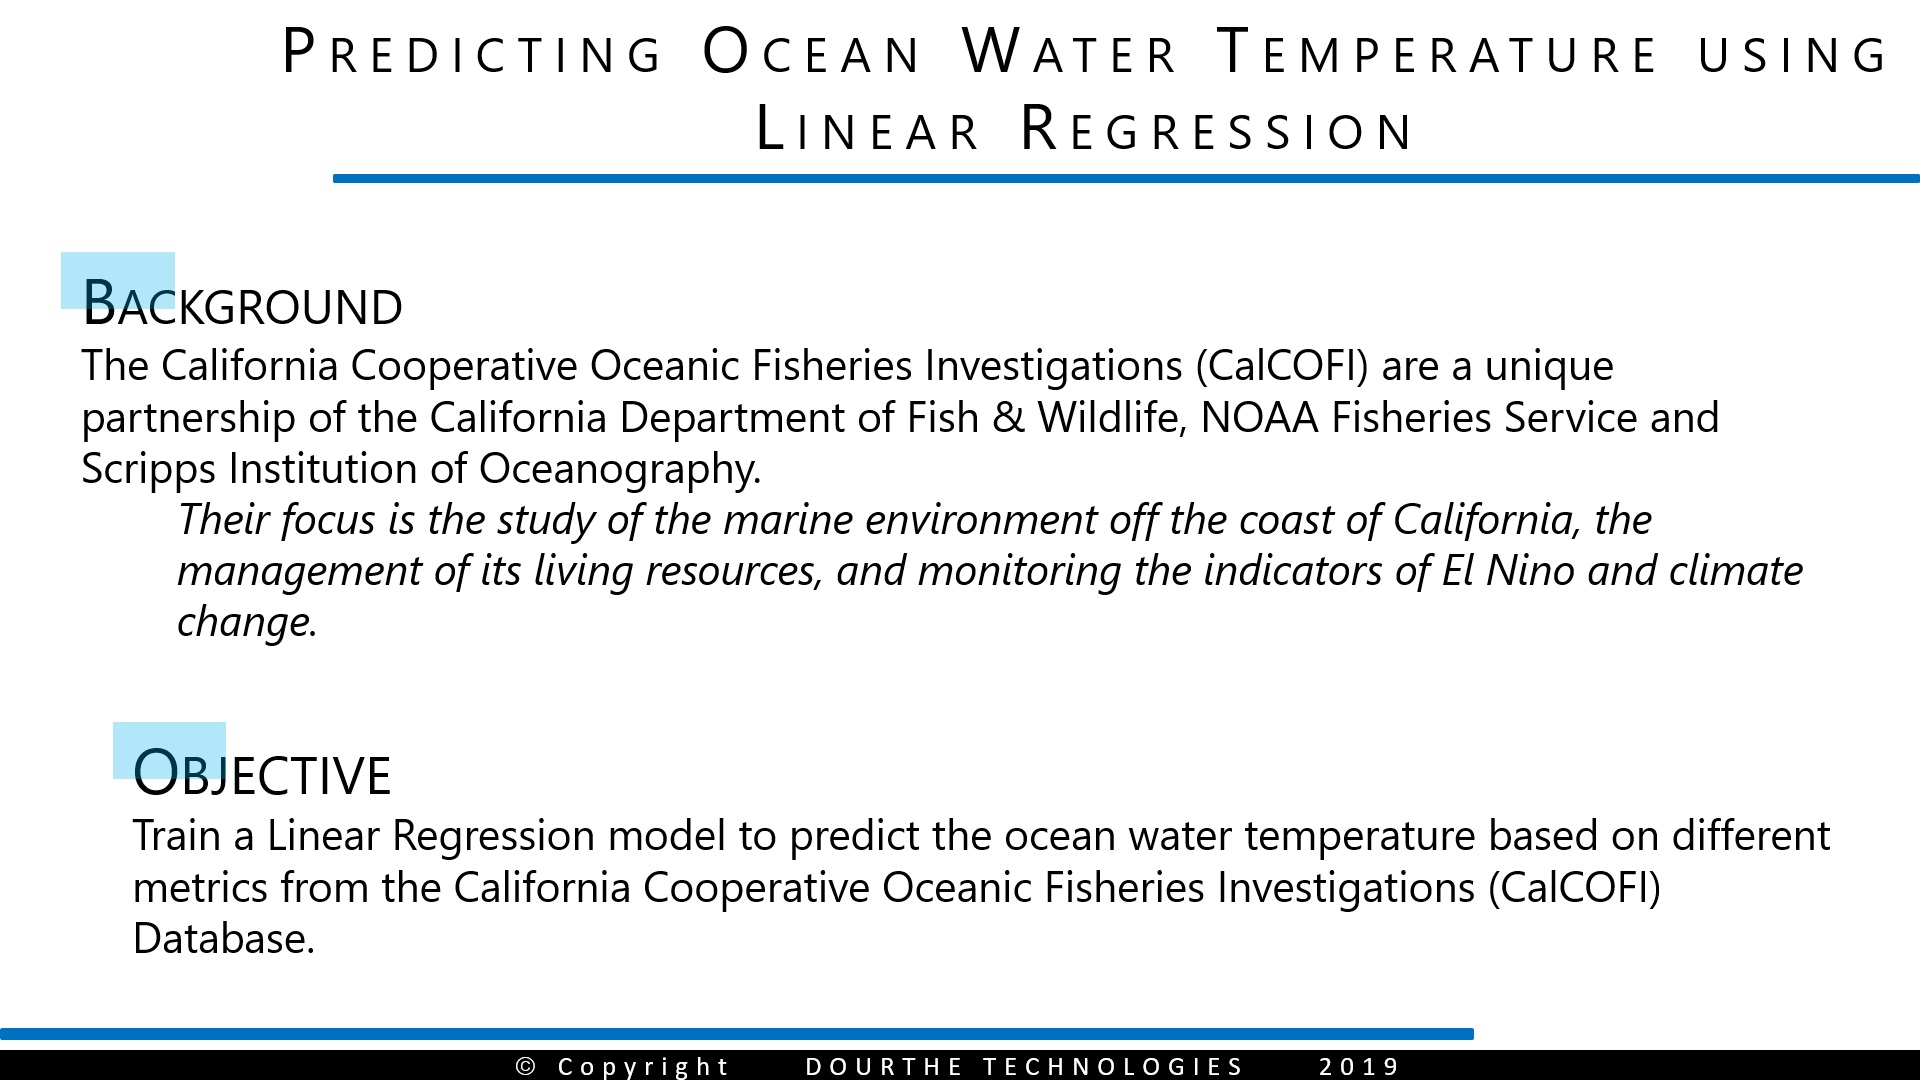 Predicting Ocean Water Temperature using
Linear Regression
Background
The California Cooperative Oceanic Fisheries Investigations (CalCOFI) are a unique
partnership of the California Department of Fish & Wildlife, NOAA Fisheries Service and
Scripps Institution of Oceanography.
Their focus is the study of the marine environment off the coast of California, the
management of its living resources, and monitoring the indicators of El Nino and climate
change.
Objective
Train a Linear Regression model to predict the ocean water temperature based on different
metrics from the California Cooperative Oceanic Fisheries Investigations (CalCOFI)
Database.
© Copyright DOURTHE TECHNOLOGIES 2019